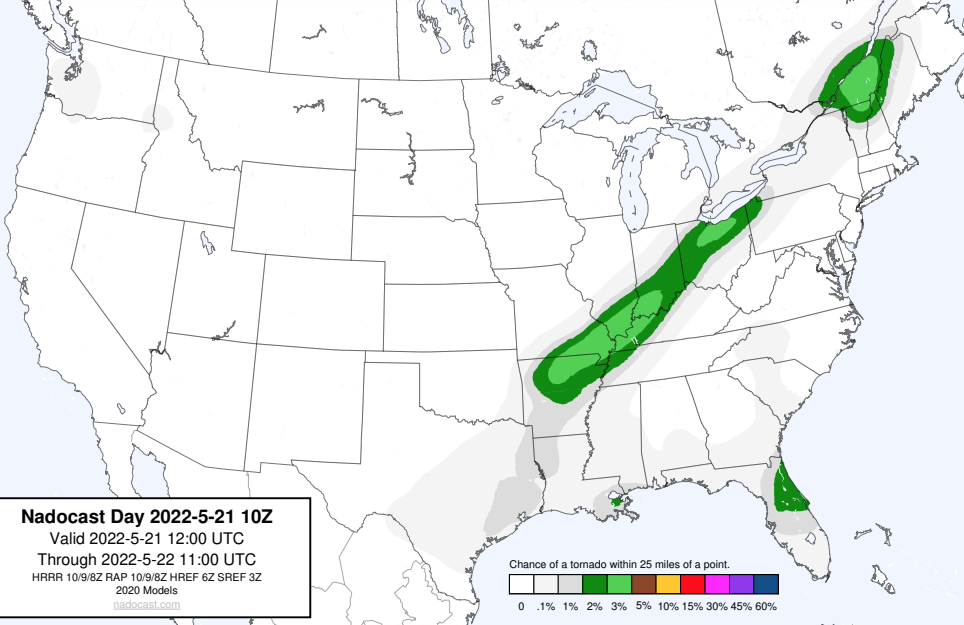 Nadocast Day 2022-5-21 10Z
Valid 2022-5-21 12:00 UTC
Through 2022-5-22 11:00 UTC
HRRR 10/9/8Z RAP 10/9/8Z HREF 6Z SREF 3Z
2020 Models
nadocast.com
Chance of a tornado within 25 miles of a point.
0 .1% 1% 2% 3% 5% 10% 15% 30% 45% 60%